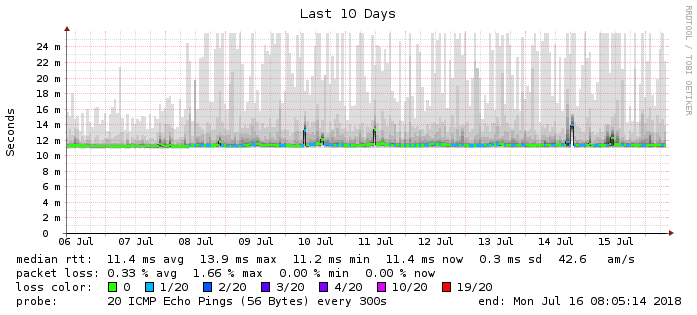 Last 10 Days
RRDTOOL / TOBI OETIKER
Seconds
24 m
22 m
20 m
18 m
16 m
14 m
12 m
10 m
8 m
6 m
4 m
2 m
0
06 Jul 07 Jul 08 Jul 09 Jul 10 Jul 11 Jul 12 Jul 13 Jul 14 Jul 15 Jul
median rtt: 11.4 ms avg 13.9 ms max 11.2 ms min 11.4 ms now 0.3 ms sd 42.6 am/s
packet loss: 0.33 % avg 1.66 % max 0.00 % min 0.00 % now
loss color: 0 1/20 2/20 3/20 4/20 10/20 19/20
probe: 20 ICMP Echo Pings (56 Bytes) every 300s end: Mon Jul 16 08:05:14 2018